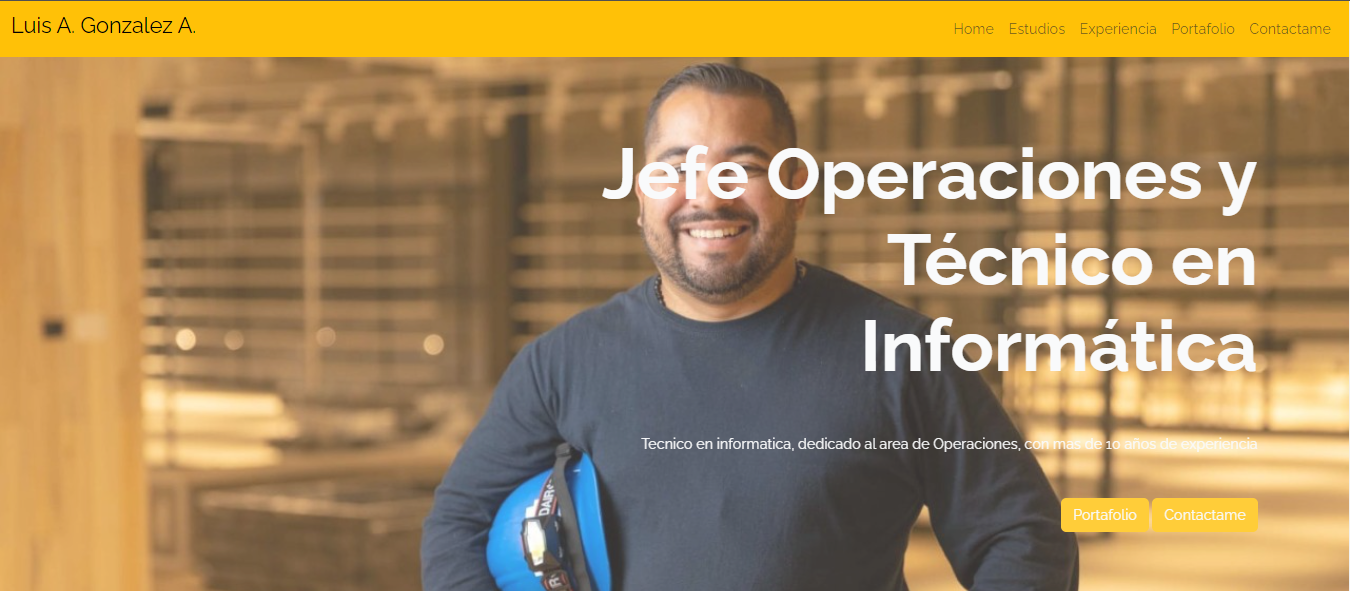 Luis A. Gonzalez A.
Home Estudios Experiencia Portafolio Contactame
Jefe Operaciones y
Técnico en
Informática
Tecnico en informatica, dedicado al area de Operaciones, con mas de 10 años de experiencia
Portafolio Contactame